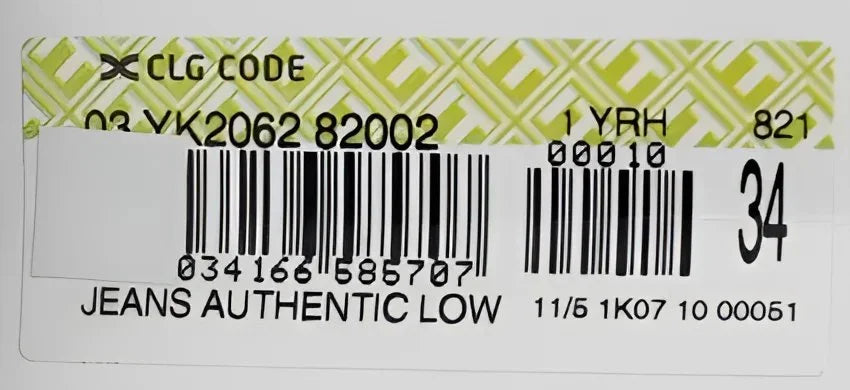 CLG CODE
03 YK2062 82002 1 YRH 821
00010
34
034166 585707
JEANS AUTHENTIC LOW 11/5 1K07 10 00051